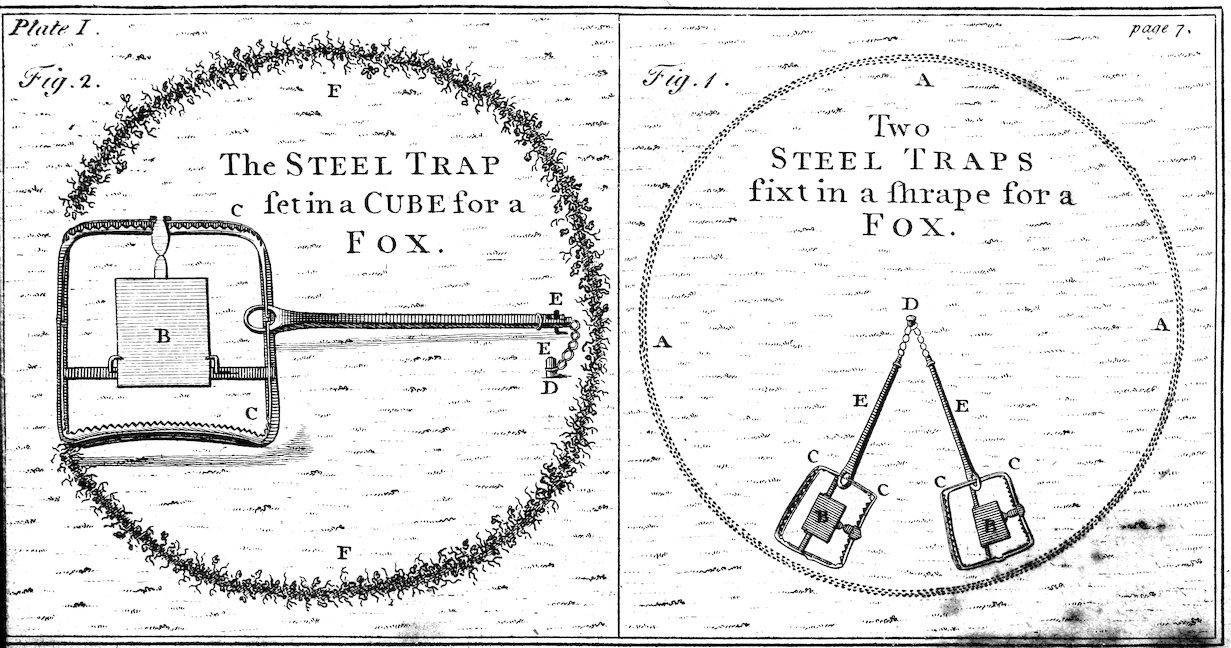 Plate I.
Fig. 2.
F
The STEEL TRAP
ſet in a CUBE for a
FOX.
C
B
E
E
D
C
F
page 7.
Fig. 1.
A
Two
STEEL TRAPS
fixt in a ſhrape for a
FOX.
D
A
A
E
E
C
C
C
C
B
B